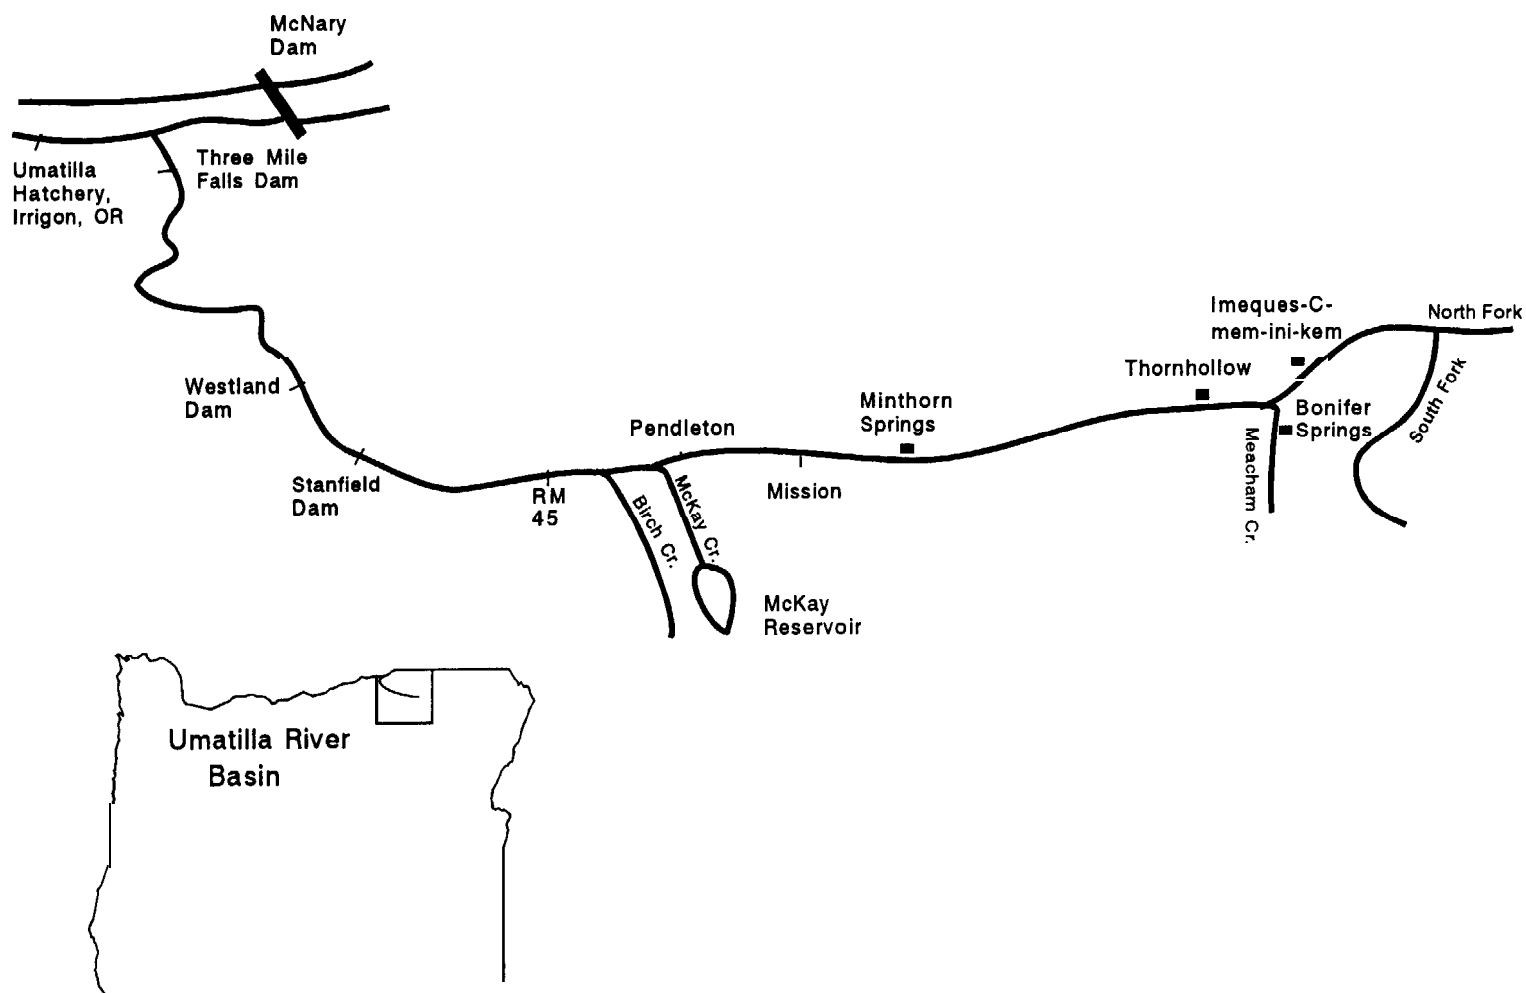 McNary
Dam
Umatilla
Hatchery,
Irrigon, OR
Three Mile
Falls Dam
Westland
Dam
Stanfield
Dam
RM
45
Birch Cr.
McKay Cr.
Pendleton
McKay
Reservoir
Mission
Minthorn
Springs
Thornhollow
Imeques-C-
mem-ini-kem
Meacham Cr.
Bonifer
Springs
South Fork
North Fork
Umatilla River
Basin